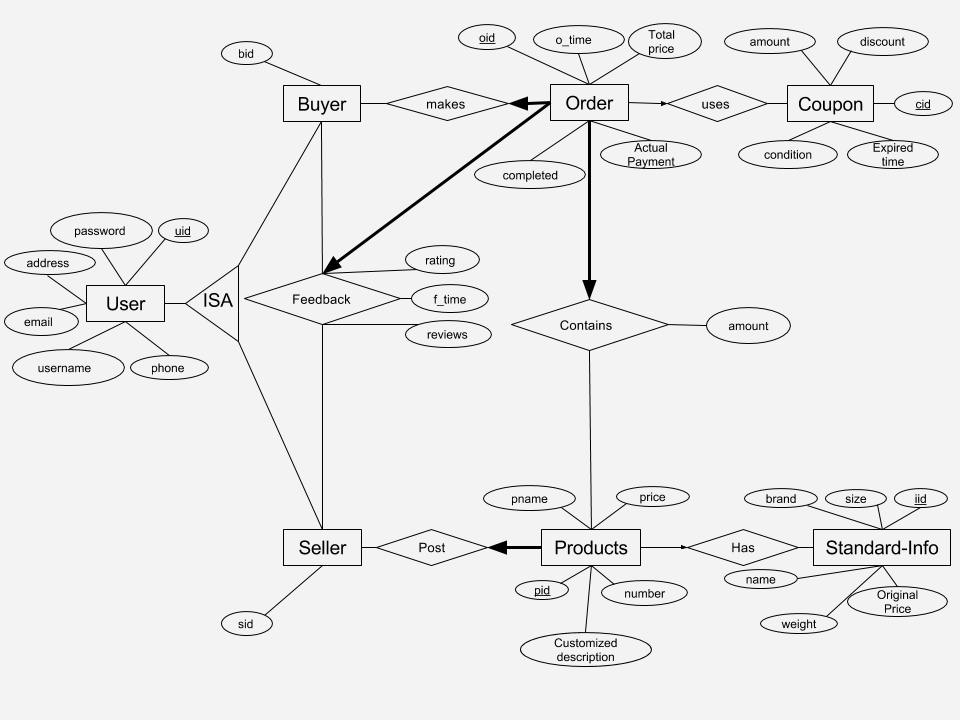 oid
o_time
Total
price
amount
discount
bid
Buyer
makes
Order
uses
Coupon
cid
completed
Actual
Payment
condition
Expired
time
password
uid
address
rating
User
ISA
Feedback
f_time
email
reviews
Contains
amount
username
phone
pname
price
brand
size
iid
Seller
Post
Products
Has
Standard-Info
name
pid
number
Original
Price
sid
weight
Customized
description